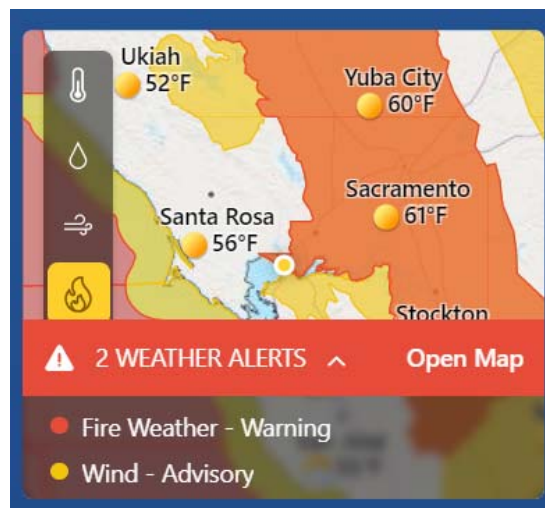 Ukiah
52°F
Yuba City
60°F
Sacramento
61°F
Santa Rosa
56°F
Stockton
2 WEATHER ALERTS
Open Map
Fire Weather - Warning
Wind - Advisory